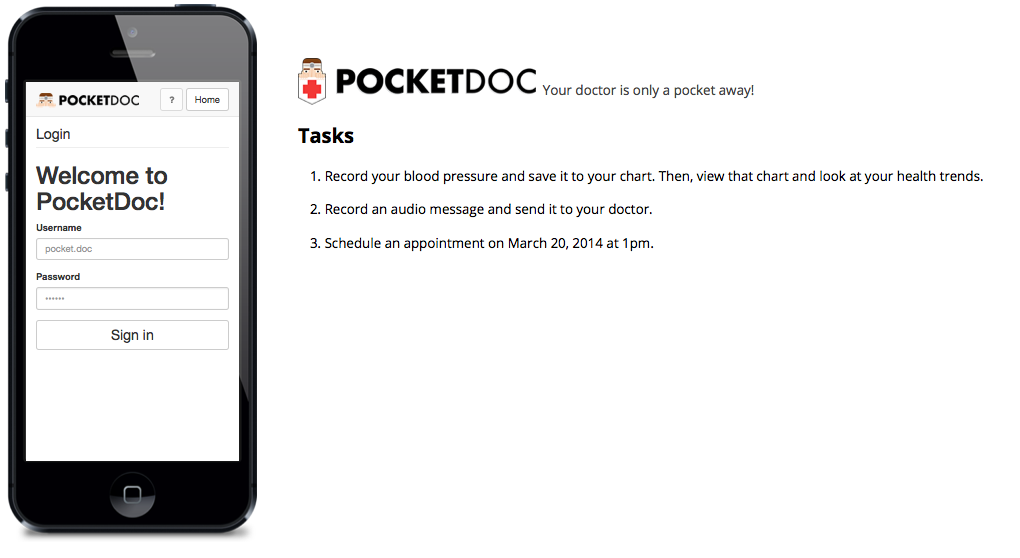 POCKETDOC
?
Home
Login
Welcome to
PocketDoc!
Username
pocket.doc
Password
••••••
Sign in
POCKETDOC Your doctor is only a pocket away!
Tasks
1. Record your blood pressure and save it to your chart. Then, view that chart and look at your health trends.
2. Record an audio message and send it to your doctor.
3. Schedule an appointment on March 20, 2014 at 1pm.